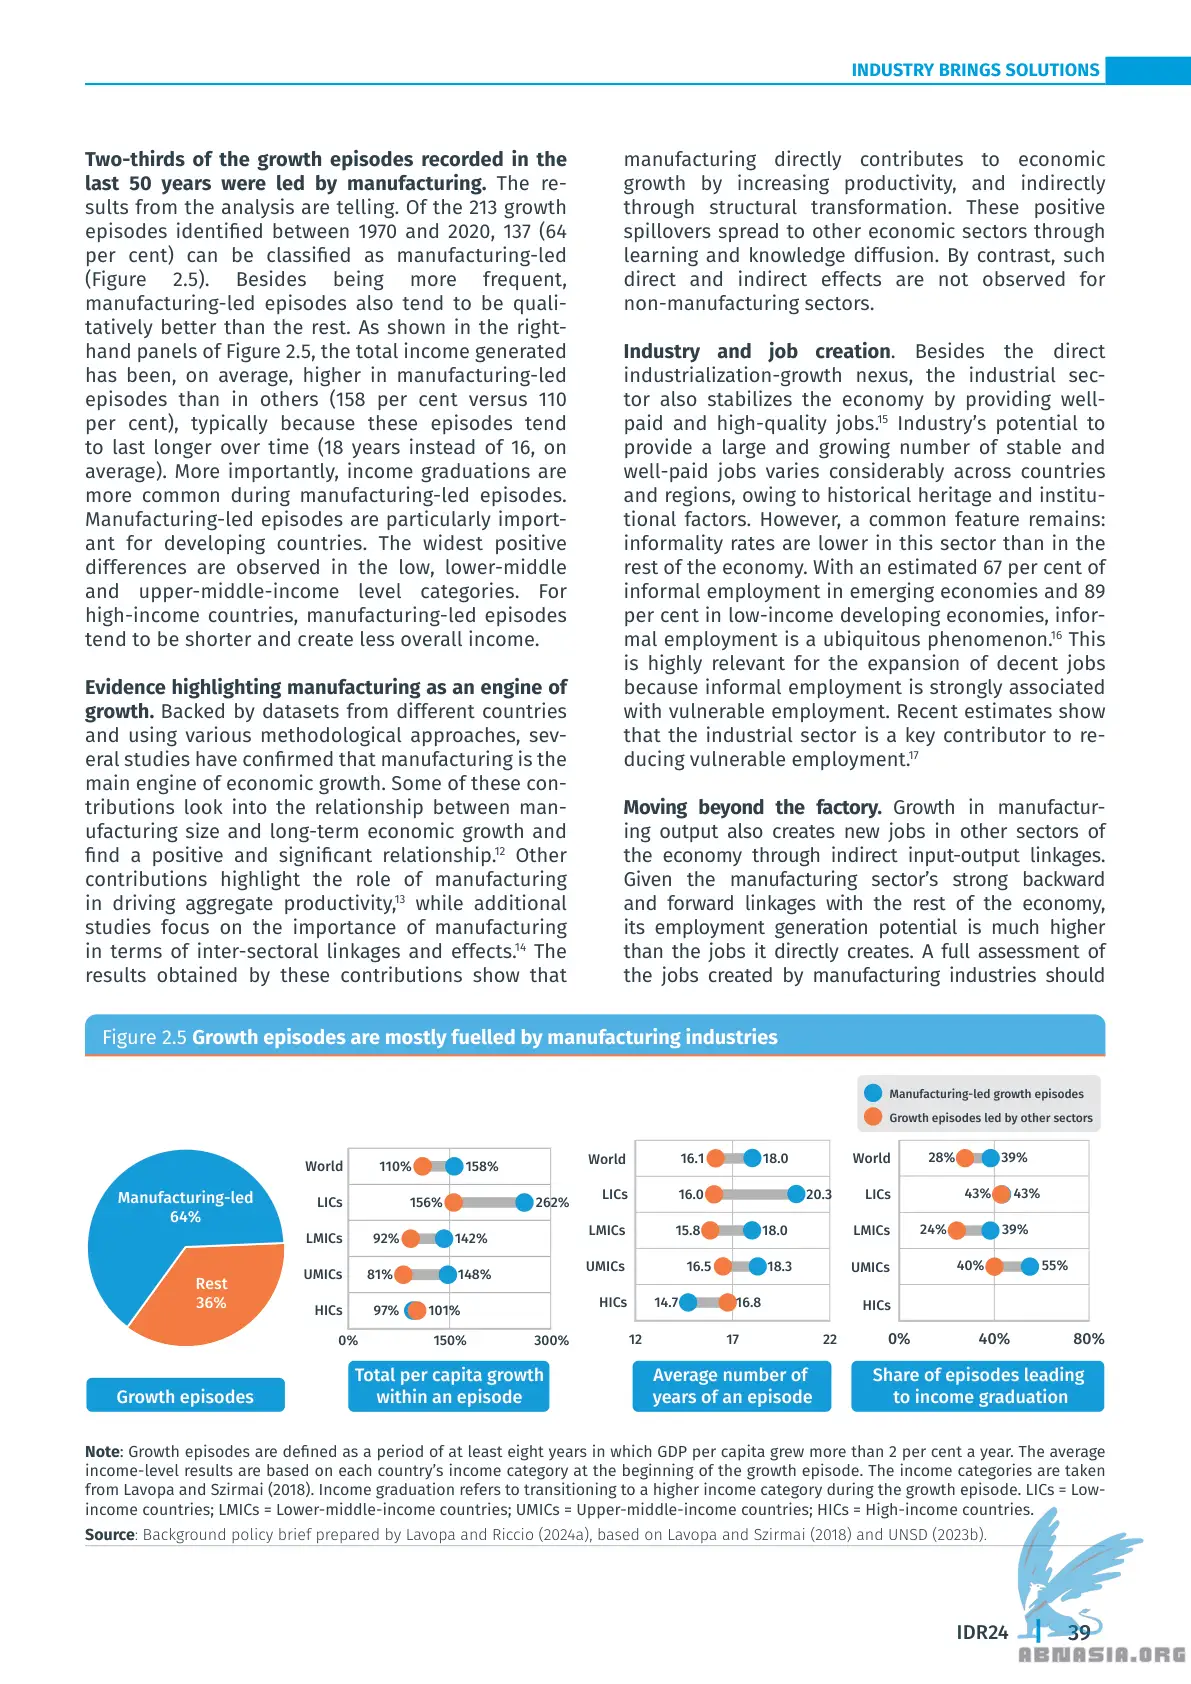 INDUSTRY BRINGS SOLUTIONS
Two-thirds of the growth episodes recorded in the
last 50 years were led by manufacturing. The re-
sults from the analysis are telling. Of the 213 growth
episodes identified between 1970 and 2020, 137 (64
per cent) can be classified as manufacturing-led
(Figure 2.5). Besides being more frequent,
manufacturing-led episodes also tend to be quali-
tatively better than the rest. As shown in the right-
hand panels of Figure 2.5, the total income generated
has been, on average, higher in manufacturing-led
episodes than in others (158 per cent versus 110
per cent), typically because these episodes tend
to last longer over time (18 years instead of 16, on
average). More importantly, income graduations are
more common during manufacturing-led episodes.
Manufacturing-led episodes are particularly import-
ant for developing countries. The widest positive
differences are observed in the low, lower-middle
and upper-middle-income level categories. For
high-income countries, manufacturing-led episodes
tend to be shorter and create less overall income.
Evidence highlighting manufacturing as an engine of
growth. Backed by datasets from different countries
and using various methodological approaches, sev-
eral studies have confirmed that manufacturing is the
main engine of economic growth. Some of these con-
tributions look into the relationship between man-
ufacturing size and long-term economic growth and
find a positive and significant relationship.12 Other
contributions highlight the role of manufacturing
in driving aggregate productivity,13 while additional
studies focus on the importance of manufacturing
in terms of inter-sectoral linkages and effects.14 The
results obtained by these contributions show that
manufacturing directly contributes to economic
growth by increasing productivity, and indirectly
through structural transformation. These positive
spillovers spread to other economic sectors through
learning and knowledge diffusion. By contrast, such
direct and indirect effects are not observed for
non-manufacturing sectors.
Industry and job creation. Besides the direct
industrialization-growth nexus, the industrial sec-
tor also stabilizes the economy by providing well-
paid and high-quality jobs.15 Industry's potential to
provide a large and growing number of stable and
well-paid jobs varies considerably across countries
and regions, owing to historical heritage and institu-
tional factors. However, a common feature remains:
informality rates are lower in this sector than in the
rest of the economy. With an estimated 67 per cent of
informal employment in emerging economies and 89
per cent in low-income developing economies, infor-
mal employment is a ubiquitous phenomenon.16 This
is highly relevant for the expansion of decent jobs
because informal employment is strongly associated
with vulnerable employment. Recent estimates show
that the industrial sector is a key contributor to re-
ducing vulnerable employment.17
Moving beyond the factory. Growth in manufactur-
ing output also creates new jobs in other sectors of
the economy through indirect input-output linkages.
Given the manufacturing sector's strong backward
and forward linkages with the rest of the economy,
its employment generation potential is much higher
than the jobs it directly creates. A full assessment of
the jobs created by manufacturing industries should
Figure 2.5 Growth episodes are mostly fuelled by manufacturing industries
Manufacturing-led growth episodes
Growth episodes led by other sectors
Manufacturing-led
64%
Rest
36%
Growth episodes
World 110% 158%
LICs 156% 262%
LMICs 92% 142%
UMICs 81% 148%
HICs 97% 101%
0% 150% 300%
Total per capita growth
within an episode
World 16.1 18.0
LICs 16.0 20.3
LMICs 15.8 18.0
UMICs 16.5 18.3
HICs 14.7 16.8
12 17 22
Average number of
years of an episode
World 28% 39%
LICs 43% 43%
LMICs 24% 39%
UMICs 40% 55%
HICs
0% 40% 80%
Share of episodes leading
to income graduation
Note: Growth episodes are defined as a period of at least eight years in which GDP per capita grew more than 2 per cent a year. The average
income-level results are based on each country's income category at the beginning of the growth episode. The income categories are taken
from Lavopa and Szirmai (2018). Income graduation refers to transitioning to a higher income category during the growth episode. LICs = Low-
income countries; LMICs = Lower-middle-income countries; UMICs = Upper-middle-income countries; HICs = High-income countries.
Source: Background policy brief prepared by Lavopa and Riccio (2024a), based on Lavopa and Szirmai (2018) and UNSD (2023b).
IDR24 39
ABNASIA.ORG